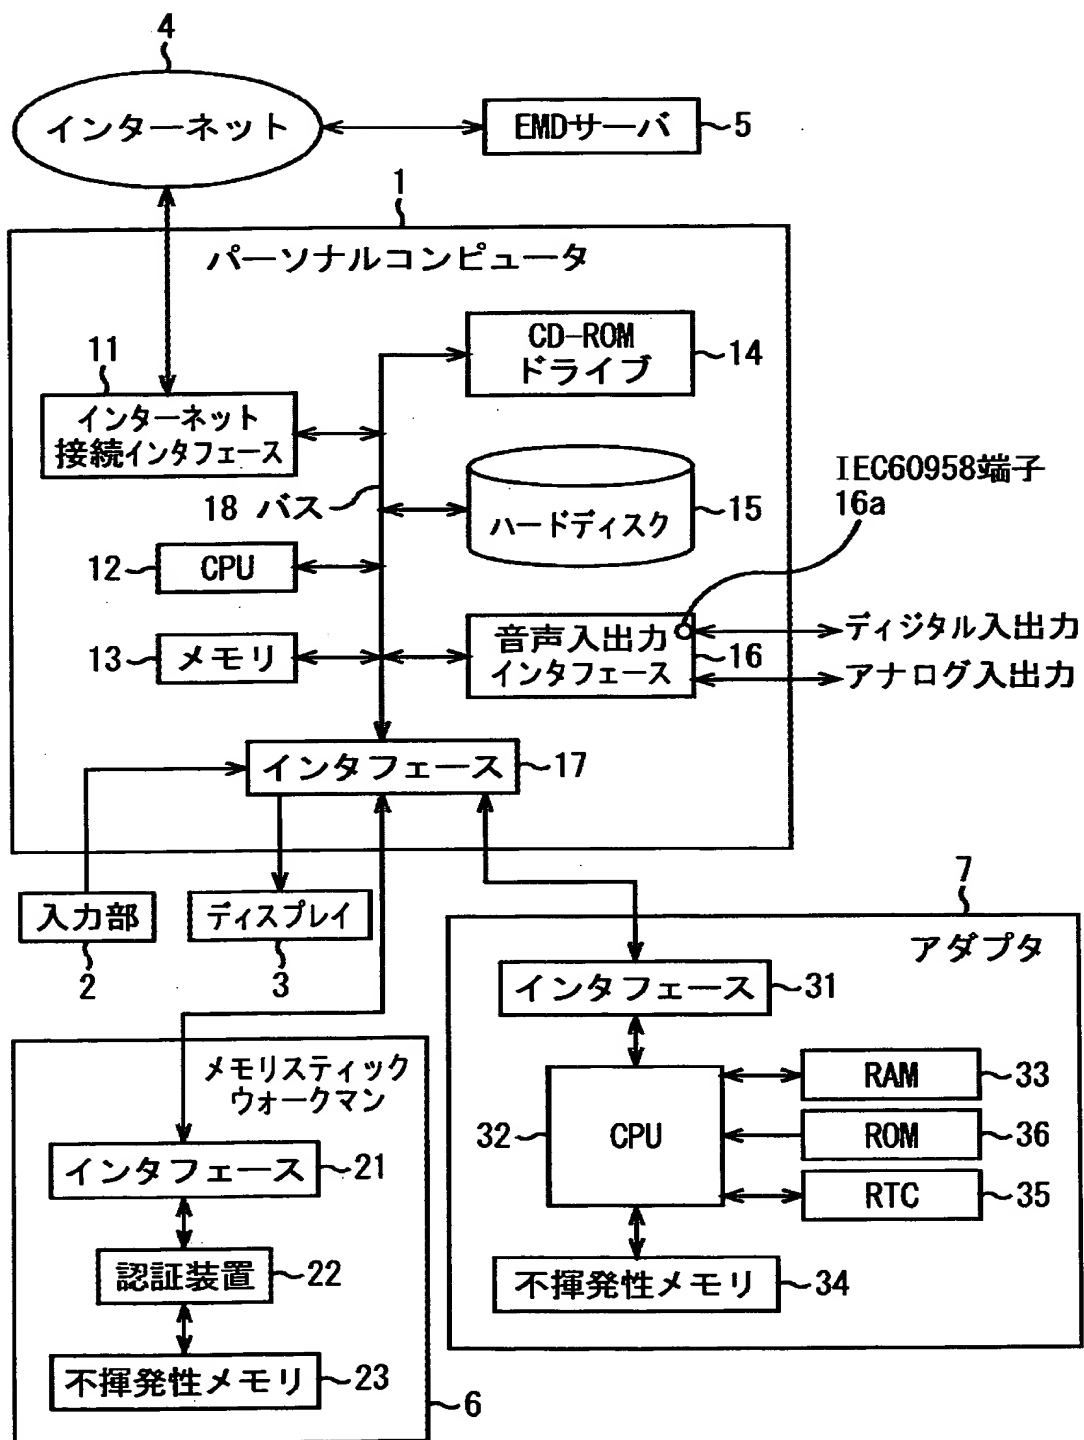 4
インターネット
EMDサーバ
5
1
パーソナルコンピュータ
11
インターネット
接続インタフェース
CD-ROM
ドライブ
14
18 バス
ハードディスク
15
IEC60958端子
16a
12
CPU
13
メモリ
音声入出力
インタフェース
16
ディジタル入出力
アナログ入出力
インタフェース
17
入力部
2
ディスプレイ
3
7
アダプタ
インタフェース
31
32
CPU
RAM
33
ROM
36
RTC
35
不揮発性メモリ
34
メモリスティック
ウォークマン
インタフェース
21
認証装置
22
不揮発性メモリ
23
6